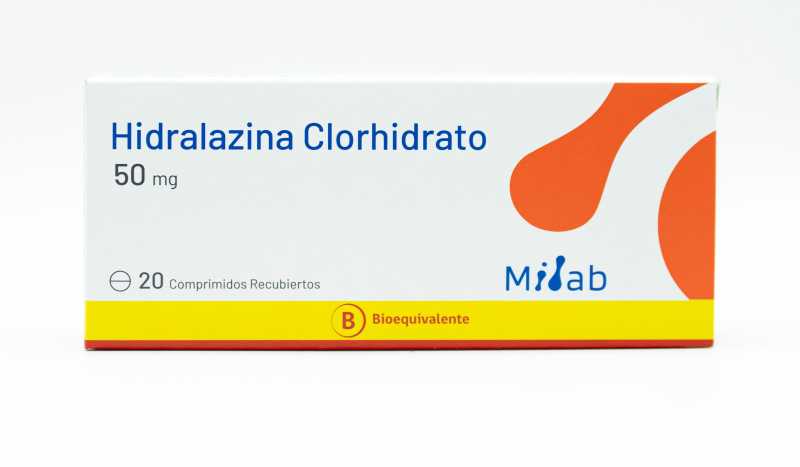 Hidralazina Clorhidrato
50 mg
20 Comprimidos Recubiertos
Milab
B Bioequivalente